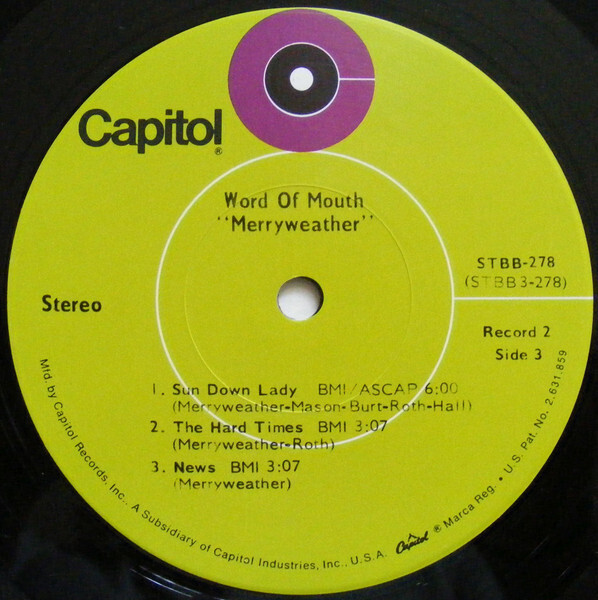 Capitol®
Word Of Mouth
"Merryweather"
STBB-278
(STBB3-278)
Stereo
Record 2
Side 3
1. Sun Down Lady BMI/ASCAP 6:00
(Merryweather-Mason-Burt-Roth-Hall)
2. The Hard Times BMI 3:07
(Merryweather-Roth)
3. News BMI 3:07
(Merryweather)
Mfd. by Capitol Records, Inc., A Subsidiary of Capitol Industries, Inc., U.S.A. Capitol ® Marca Reg. • U.S. Pat. No. 2.631.859